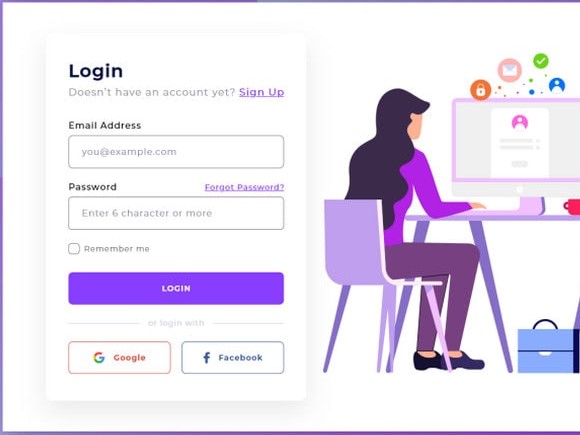 Login
Doesn't have an account yet? Sign Up
Email Address
you@example.com
Password Forgot Password?
Enter 6 character or more
Remember me
LOGIN
or login with
Google Facebook